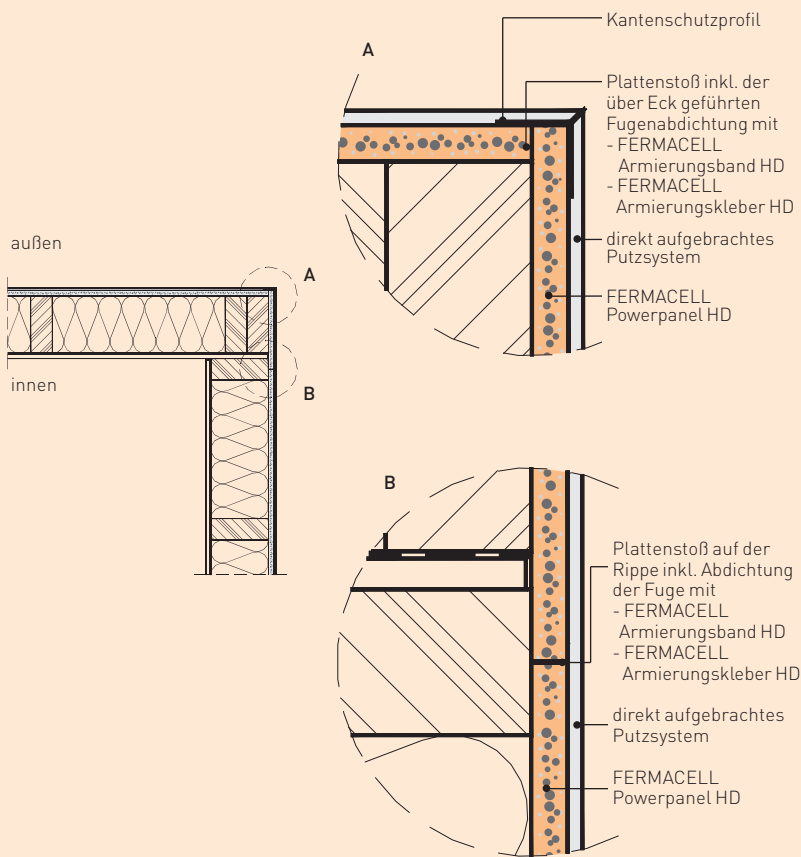 Kantenschutzprofil
A
Plattenstoß inkl. der
über Eck geführten
Fugenabdichtung mit
- FERMACELL
Armierungsband HD
- FERMACELL
Armierungskleber HD
direkt aufgebrachtes
Putzsystem
FERMACELL
Powerpanel HD
außen
A
innen
B
B
Plattenstoß auf der
Rippe inkl. Abdichtung
der Fuge mit
- FERMACELL
Armierungsband HD
- FERMACELL
Armierungskleber HD
direkt aufgebrachtes
Putzsystem
FERMACELL
Powerpanel HD